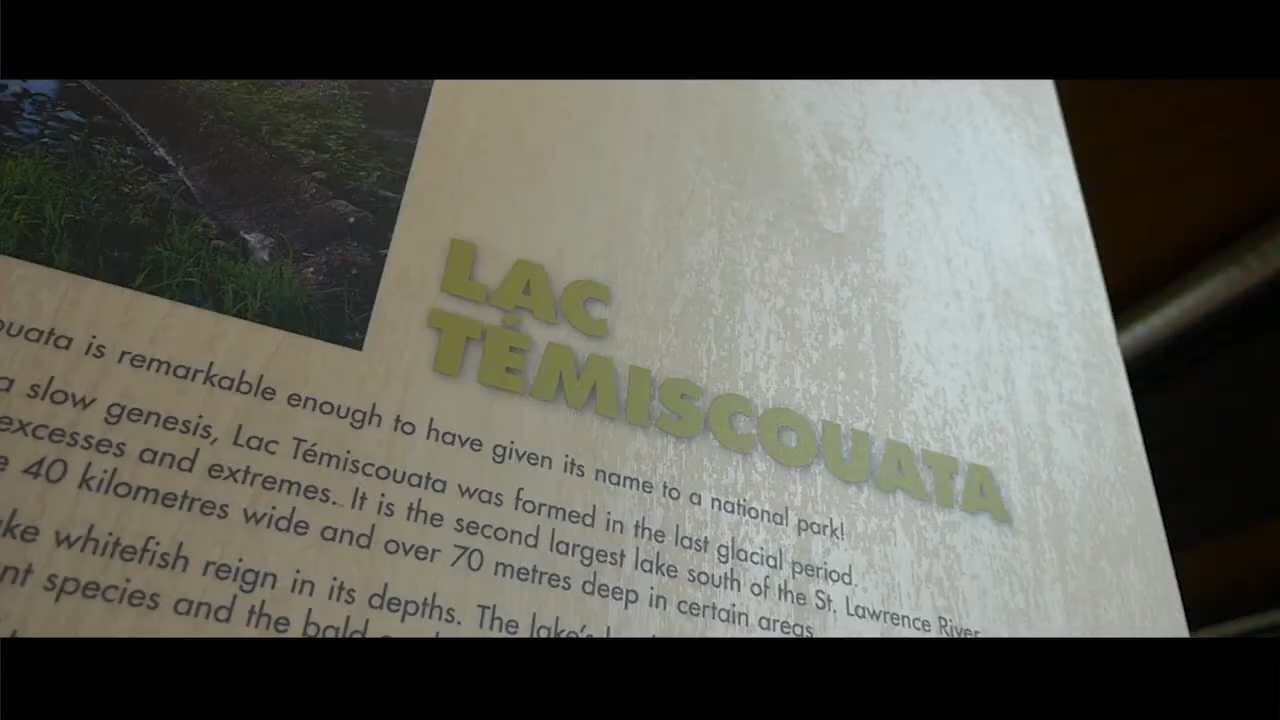 LAC
TÉMISCOUATA
ouata is remarkable enough to have given its name to a national park!
a slow genesis, Lac Témiscouata was formed in the last glacial period.
excesses and extremes. It is the second largest lake south of the St. Lawrence River
e 40 kilometres wide and over 70 metres deep in certain areas
ke whitefish reign in its depths. The lake's
nt species and the bald